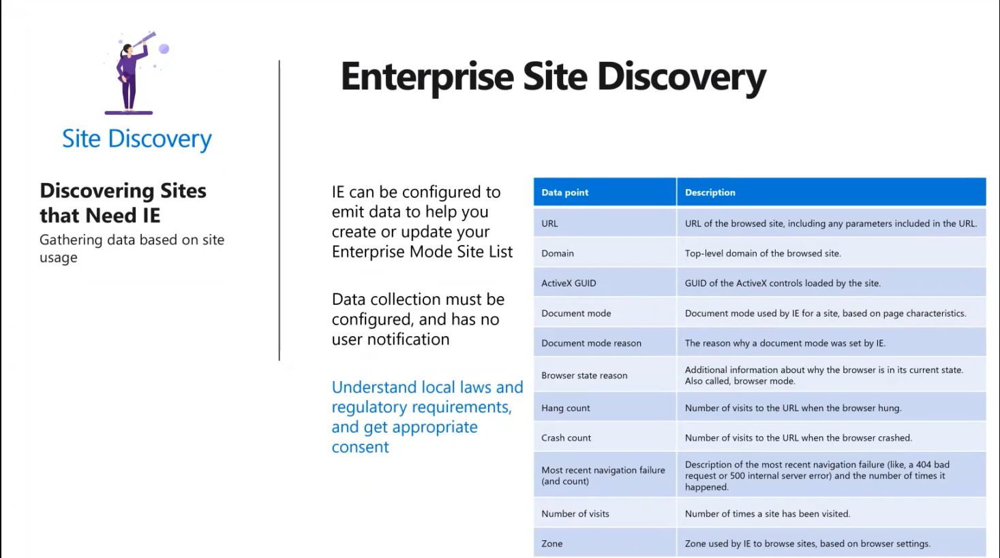 Enterprise Site Discovery
Site Discovery
Discovering Sites
that Need IE
Gathering data based on site
usage
IE can be configured to
emit data to help you
create or update your
Enterprise Mode Site List
Data collection must be
configured, and has no
user notification
Understand local laws and
regulatory requirements,
and get appropriate
consent
Data point Description
URL URL of the browsed site, including any parameters included in the URL.
Domain Top-level domain of the browsed site.
ActiveX GUID GUID of the ActiveX controls loaded by the site.
Document mode Document mode used by IE for a site, based on page characteristics.
Document mode reason The reason why a document mode was set by IE.
Browser state reason Additional information about why the browser is in its current state.
Also called, browser mode.
Hang count Number of visits to the URL when the browser hung.
Crash count Number of visits to the URL when the browser crashed.
Most recent navigation failure
(and count)
Description of the most recent navigation failure (like, a 404 bad
request or 500 internal server error) and the number of times it
happened.
Number of visits Number of times a site has been visited.
Zone Zone used by IE to browse sites, based on browser settings.